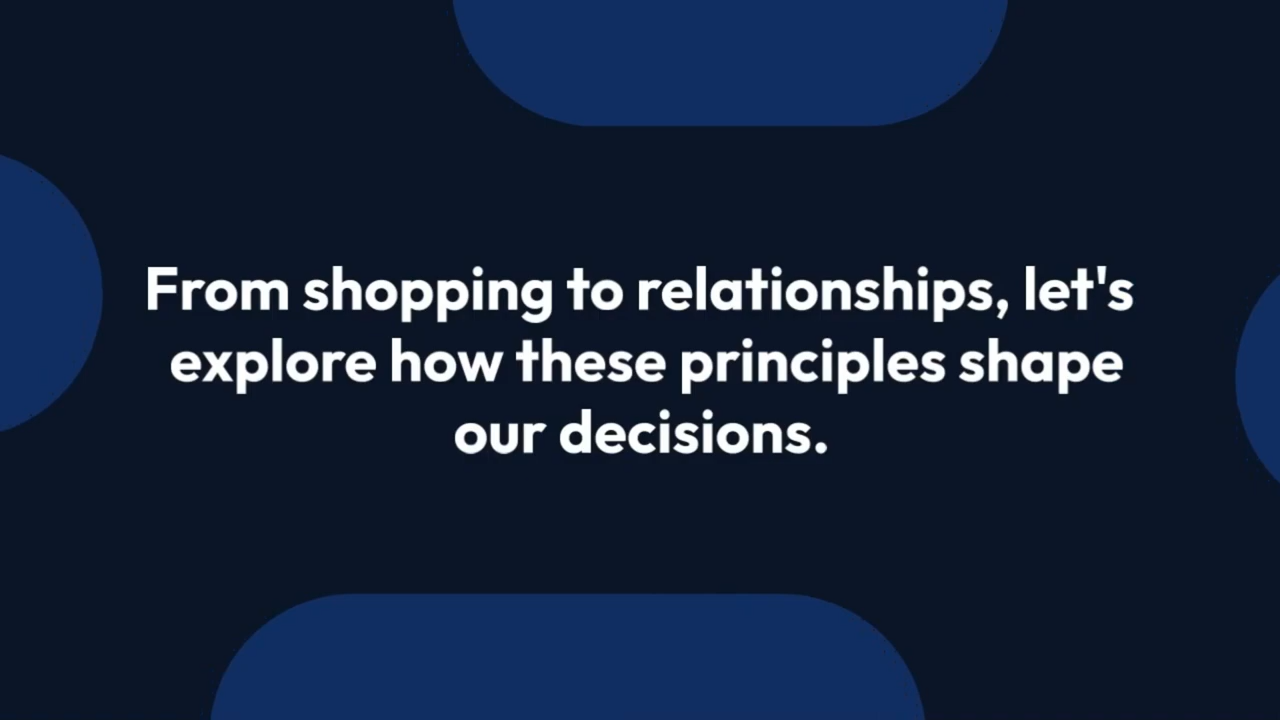 From shopping to relationships, let's
explore how these principles shape
our decisions.